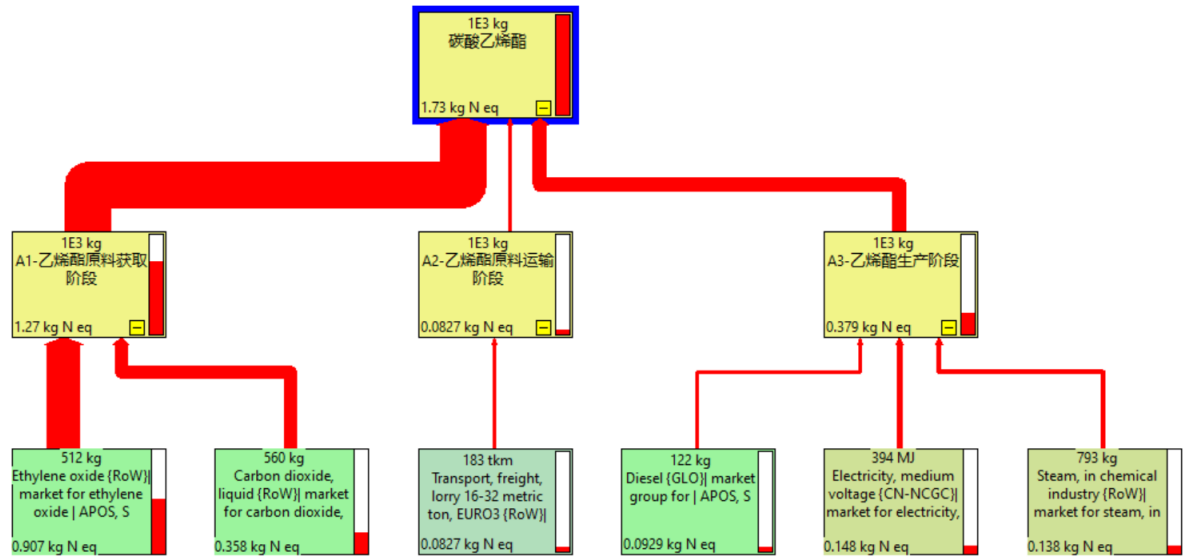 1E3 kg
碳酸乙烯酯
1.73 kg N eq
1E3 kg
A1-乙烯酯原料获取
阶段
1.27 kg N eq
1E3 kg
A2-乙烯酯原料运输
阶段
0.0827 kg N eq
1E3 kg
A3-乙烯酯生产阶段
0.379 kg N eq
512 kg
Ethylene oxide {RoW}|
market for ethylene
oxide | APOS, S
0.907 kg N eq
560 kg
Carbon dioxide,
liquid {RoW}| market
for carbon dioxide,
0.358 kg N eq
183 tkm
Transport, freight,
lorry 16-32 metric
ton, EURO3 {RoW}|
0.0827 kg N eq
122 kg
Diesel {GLO}| market
group for | APOS, S
0.0929 kg N eq
394 MJ
Electricity, medium
voltage {CN-NCGC}|
market for electricity,
0.148 kg N eq
793 kg
Steam, in chemical
industry {RoW}|
market for steam, in
0.138 kg N eq